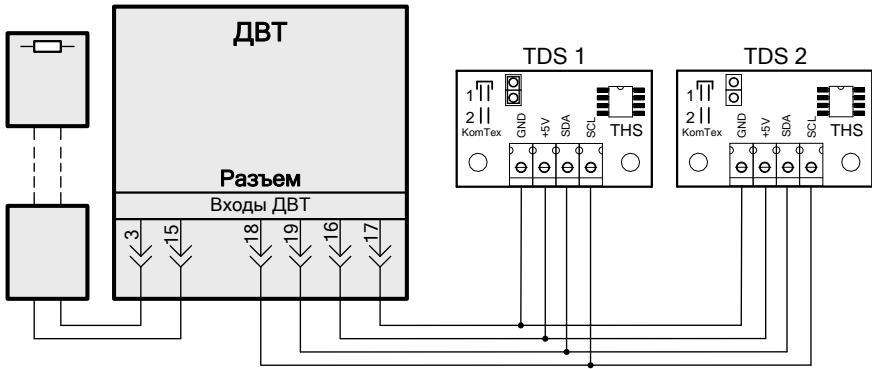 ДВТ
Разъем
Входы ДВТ
3 15 18 19 16 17
TDS 1
1
2
KomTex
GND +5V SDA SCL
THS
TDS 2
1
2
KomTex
GND +5V SDA SCL
THS